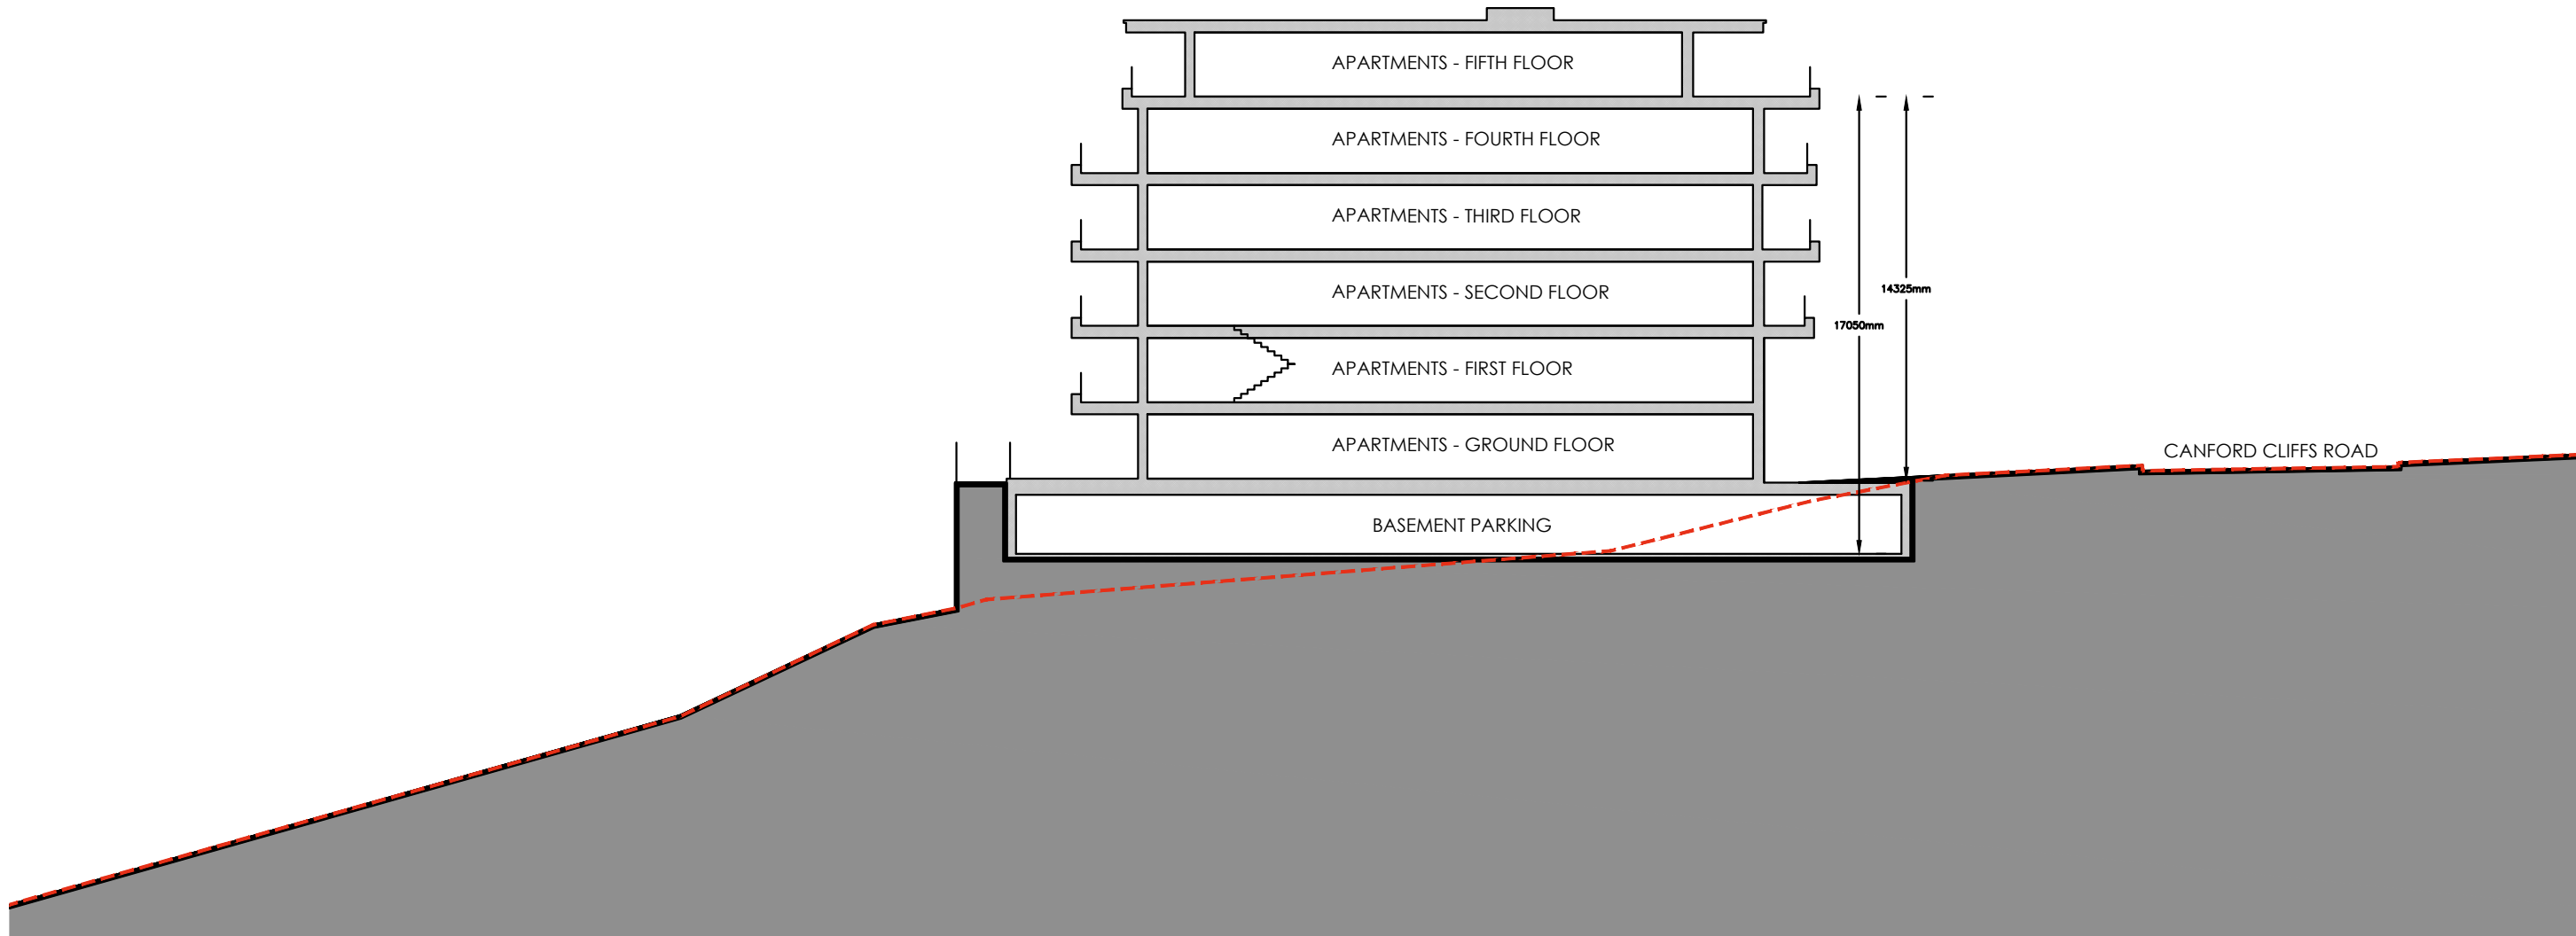 APARTMENTS - FIFTH FLOOR
APARTMENTS - FOURTH FLOOR
APARTMENTS - THIRD FLOOR
APARTMENTS - SECOND FLOOR
14325mm
17050mm
APARTMENTS - FIRST FLOOR
APARTMENTS - GROUND FLOOR
CANFORD CLIFFS ROAD
BASEMENT PARKING